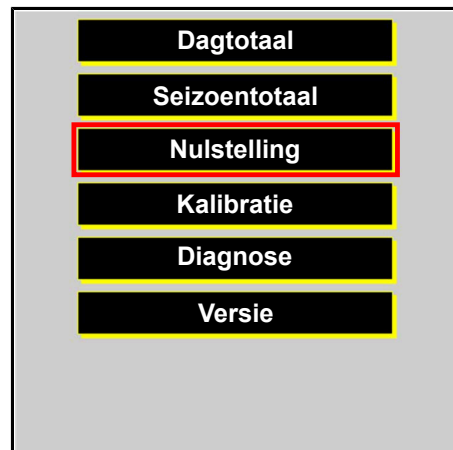 Dagtotaal
Seizoentotaal
Nulstelling
Kalibratie
Diagnose
Versie